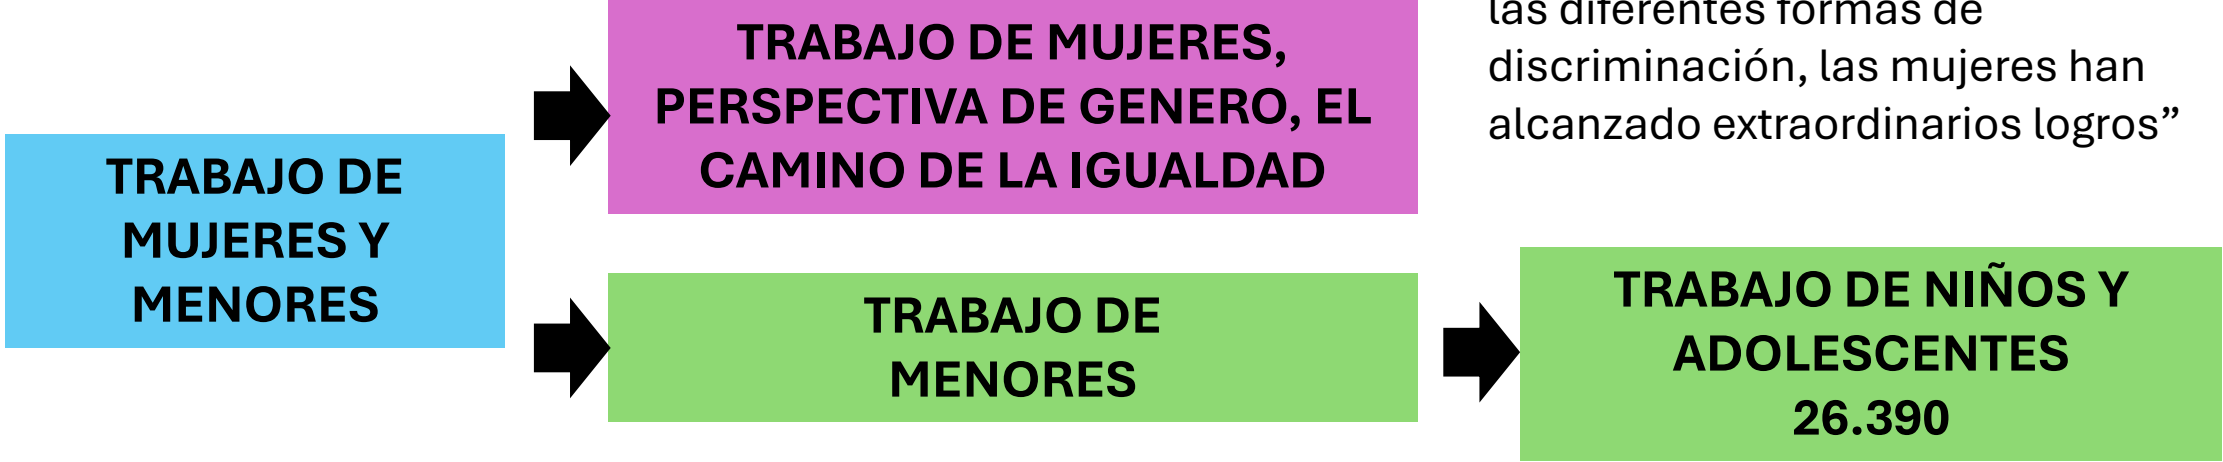 TRABAJO DE
MUJERES Y
MENORES
TRABAJO DE MUJERES,
PERSPECTIVA DE GENERO, EL
CAMINO DE LA IGUALDAD
las diferentes formas de
discriminación, las mujeres han
alcanzado extraordinarios logros”
TRABAJO DE
MENORES
TRABAJO DE NIÑOS Y
ADOLESCENTES
26.390